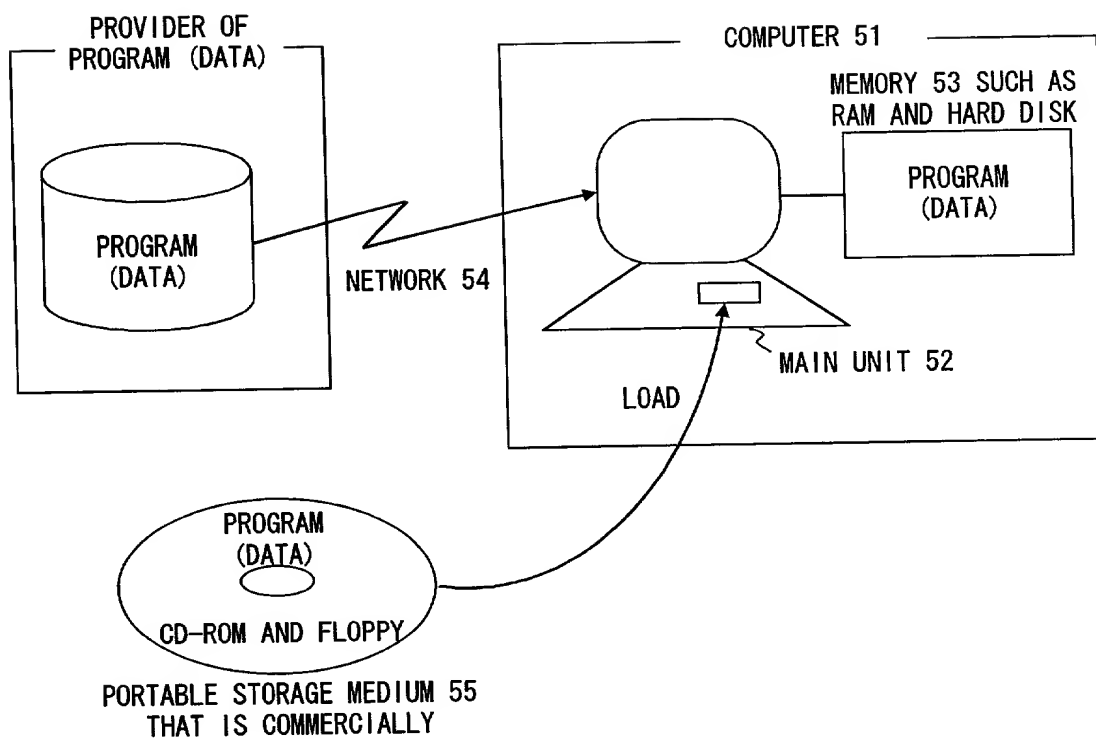 PROVIDER OF
PROGRAM (DATA)
PROGRAM
(DATA)
NETWORK 54
COMPUTER 51
MEMORY 53 SUCH AS
RAM AND HARD DISK
PROGRAM
(DATA)
MAIN UNIT 52
LOAD
PROGRAM
(DATA)
CD-ROM AND FLOPPY
PORTABLE STORAGE MEDIUM 55
THAT IS COMMERCIALLY